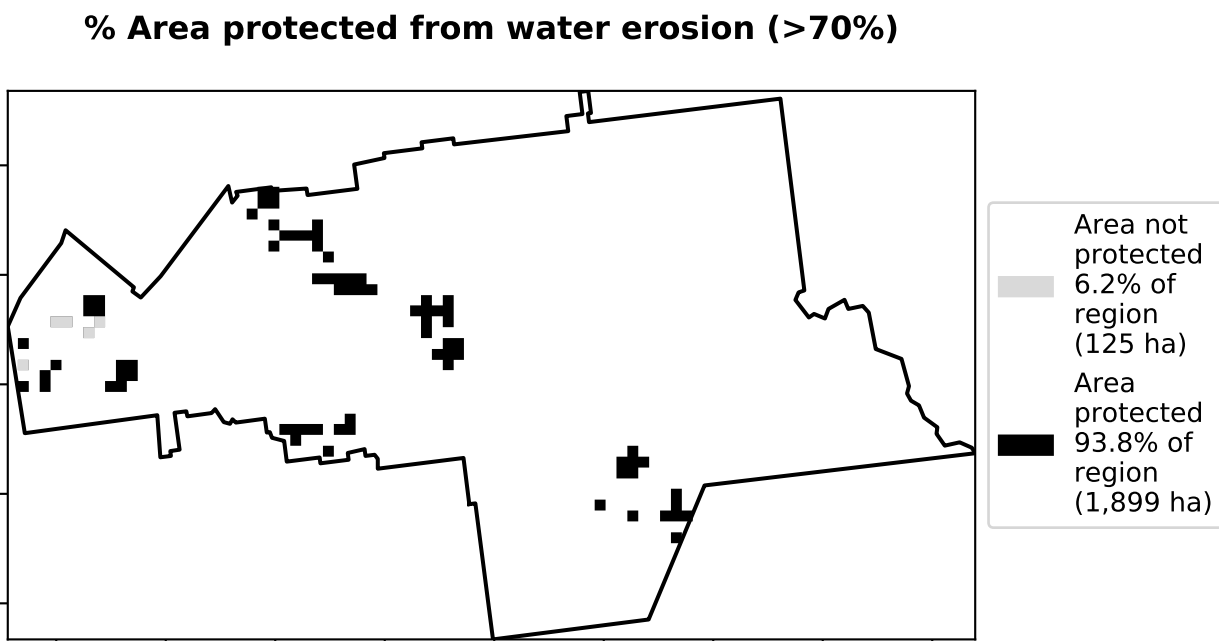 % Area protected from water erosion (>70%)
Area not
protected
6.2% of
region
(125 ha)
Area
protected
93.8% of
region
(1,899 ha)